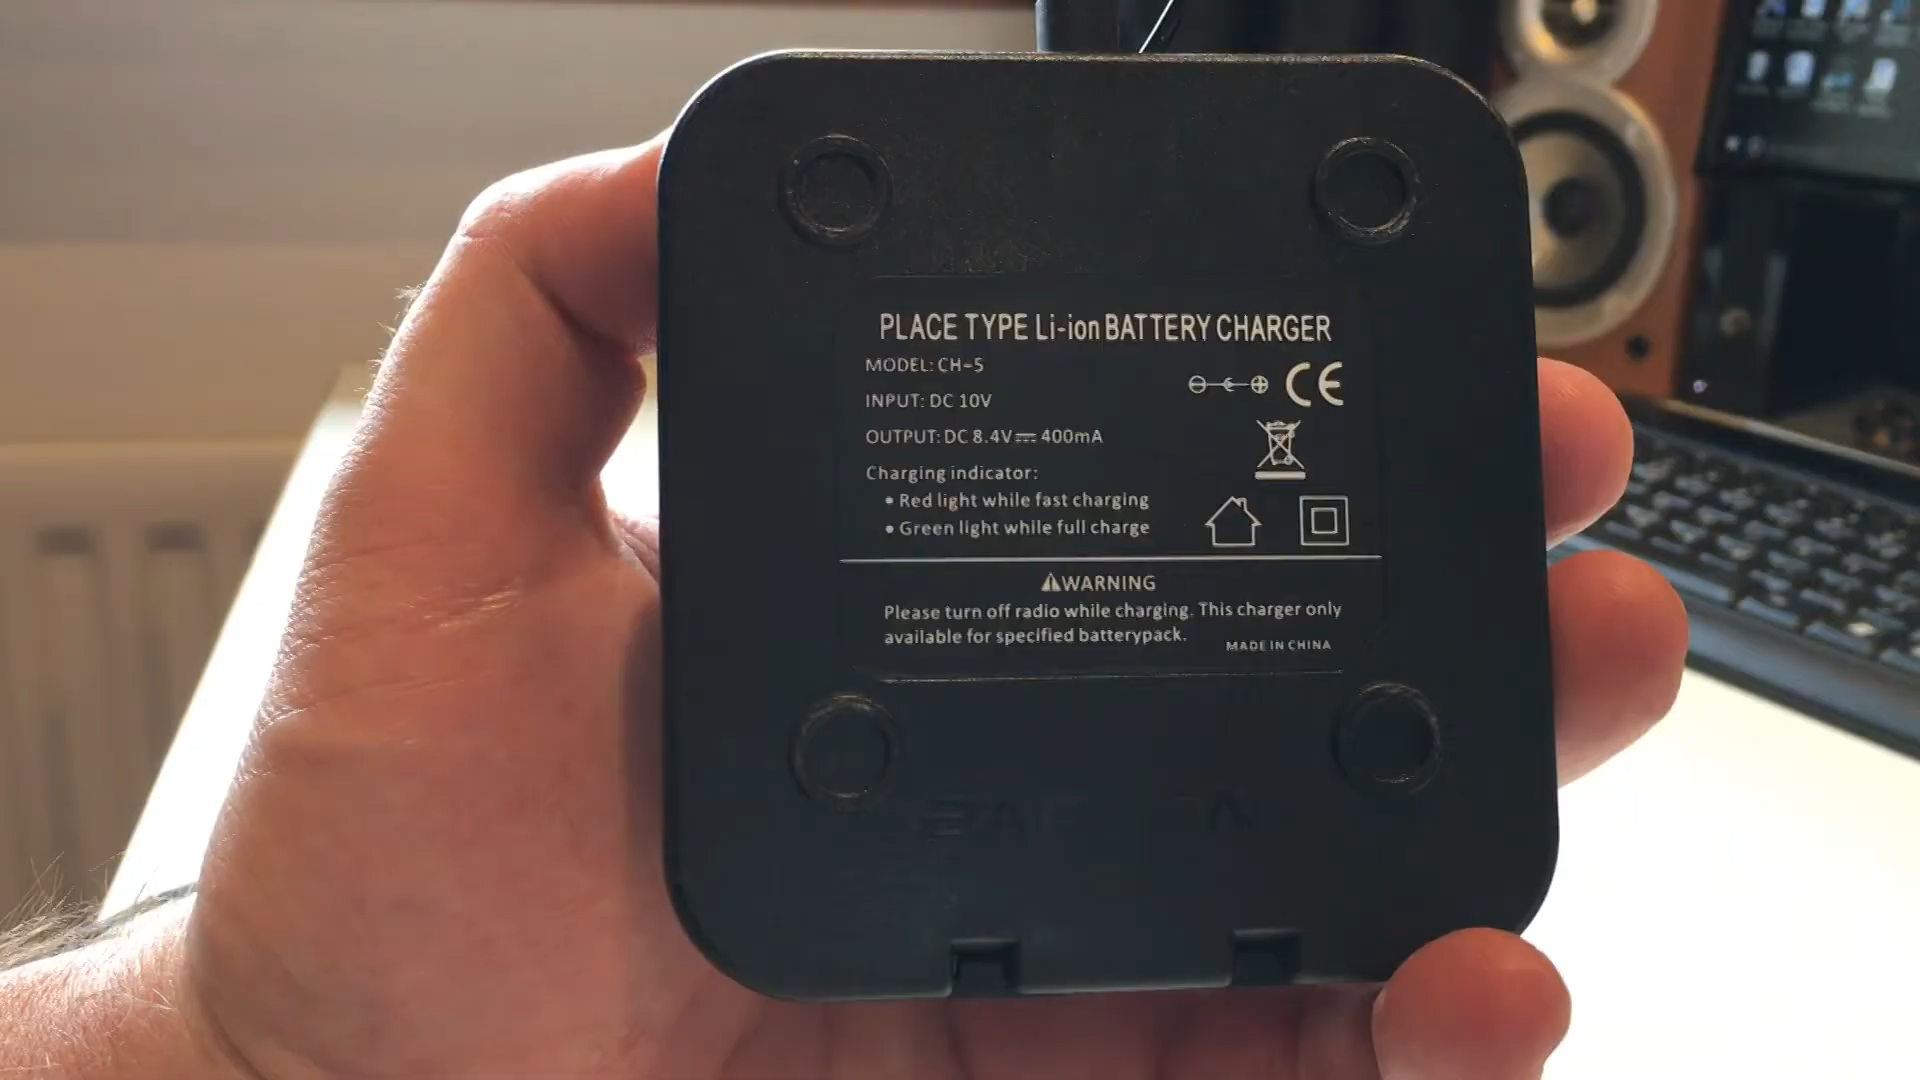 PLACE TYPE Li-ion BATTERY CHARGER
MODEL: CH-5
INPUT: DC 10V
OUTPUT: DC 8.4V⎓400mA
Charging indicator:
• Red light while fast charging
• Green light while full charge
CE
⚠WARNING
Please turn off radio while charging. This charger only
available for specified batterypack.
MADE IN CHINA